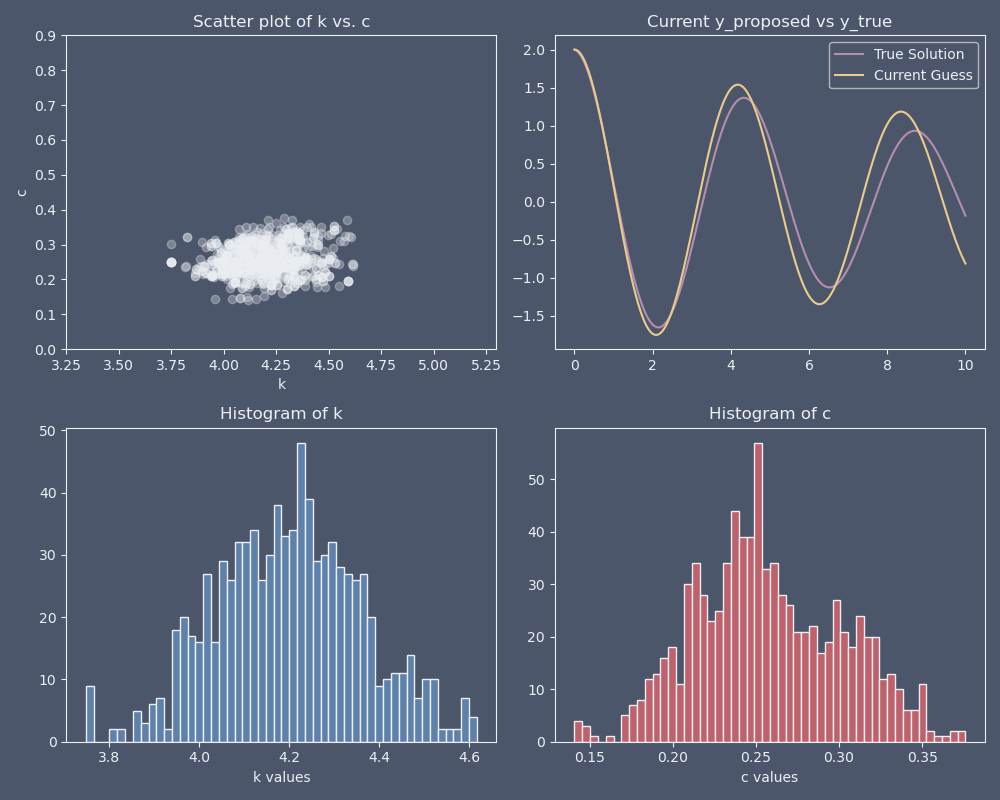 Scatter plot of k vs. c
0.9
0.8
0.7
0.6
0.5
0.4
0.3
0.2
0.1
0.0
c
3.25 3.50 3.75 4.00 4.25 4.50 4.75 5.00 5.25
k
Current y_proposed vs y_true
True Solution
Current Guess
2.0
1.5
1.0
0.5
0.0
−0.5
−1.0
−1.5
0 2 4 6 8 10
Histogram of k
50
40
30
20
10
0
3.8 4.0 4.2 4.4 4.6
k values
Histogram of c
50
40
30
20
10
0
0.15 0.20 0.25 0.30 0.35
c values